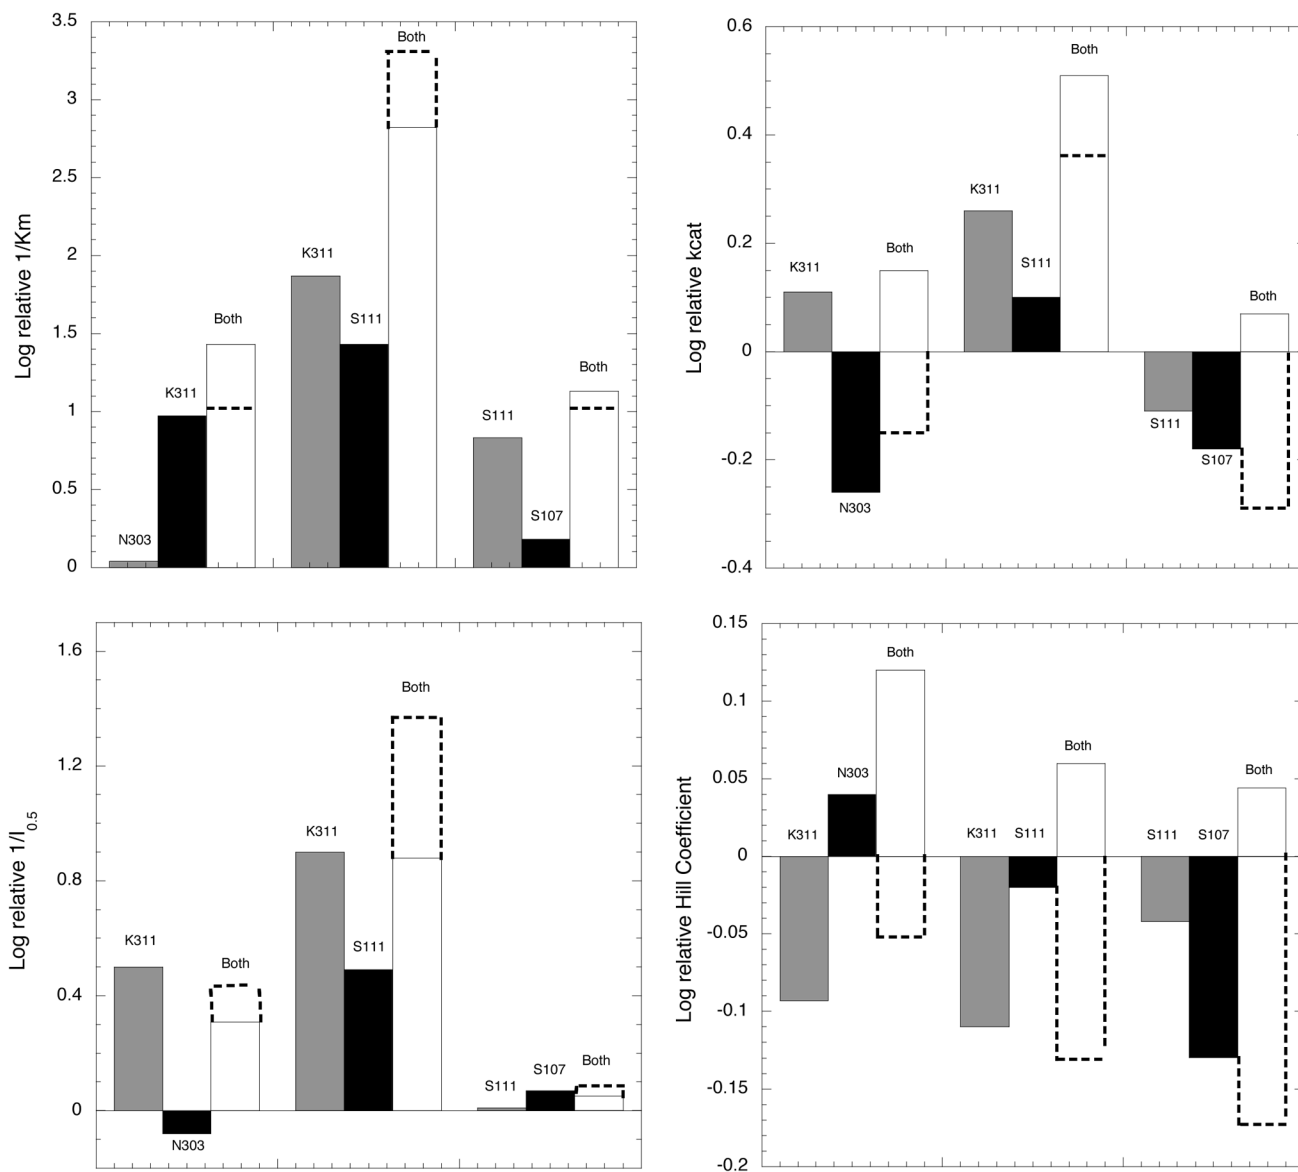 3.5
3
2.5
2
1.5
1
0.5
0
Log relative 1/Km
N303
K311
Both
K311
S111
Both
S111
S107
Both
0.6
0.4
0.2
0
-0.2
-0.4
Log relative kcat
K311
N303
Both
K311
S111
Both
S111
S107
Both
1.6
1.2
0.8
0.4
0
Log relative 1/I0.5
K311
N303
Both
K311
S111
Both
S111
S107
Both
0.15
0.1
0.05
0
-0.05
-0.1
-0.15
-0.2
Log relative Hill Coefficient
K311
N303
Both
K311
S111
Both
S111
S107
Both